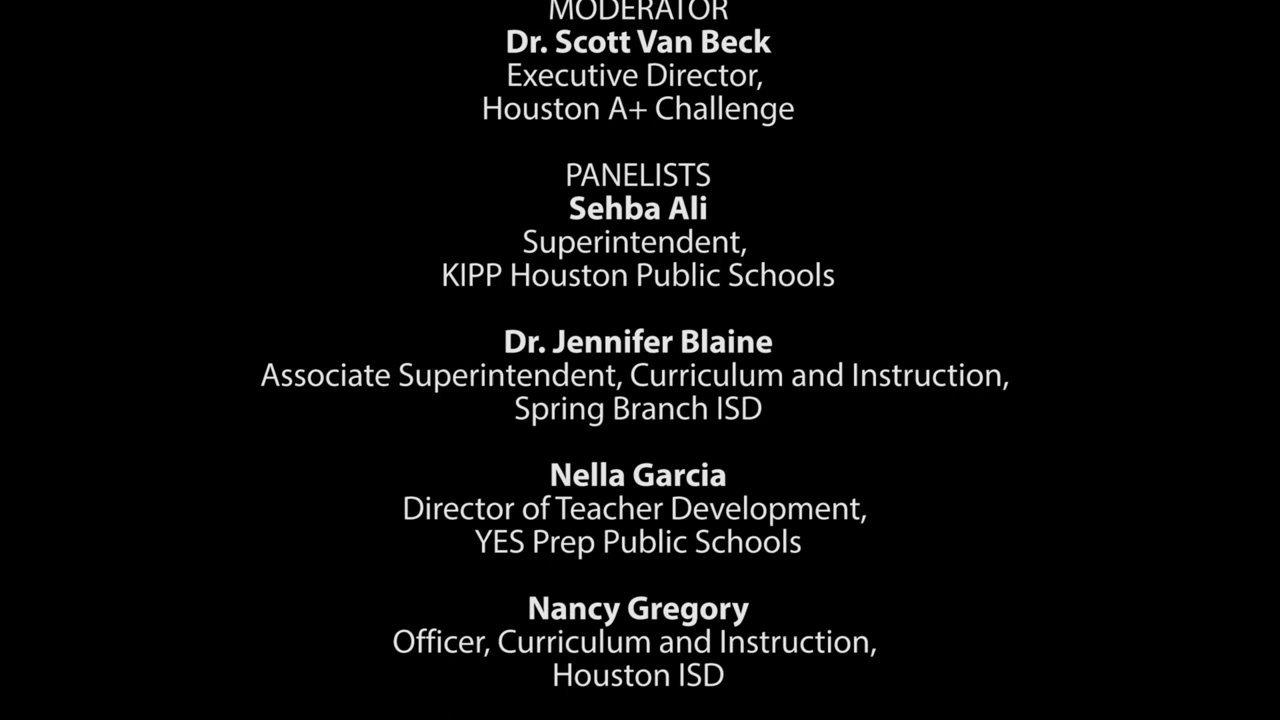 MODERATOR
Dr. Scott Van Beck
Executive Director,
Houston A+ Challenge
PANELISTS
Sehba Ali
Superintendent,
KIPP Houston Public Schools
Dr. Jennifer Blaine
Associate Superintendent, Curriculum and Instruction,
Spring Branch ISD
Nella Garcia
Director of Teacher Development,
YES Prep Public Schools
Nancy Gregory
Officer, Curriculum and Instruction,
Houston ISD